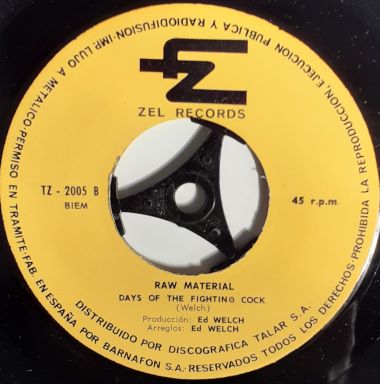 ZEL RECORDS
TZ - 2005 B
BIEM
45 r.p.m.
RAW MATERIAL
DAYS OF THE FIGHTING COCK
(Welch)
Producción: Ed WELCH
Arreglos: Ed WELCH
DISTRIBUIDO POR DISCOGRAFICA TALAR S.A.
IMP. LUJO A METALICO·PERMISO EN TRAMITE·FAB. EN ESPAÑA POR BARNAFON S.A.·RESERVADOS TODOS LOS DERECHOS·PROHIBIDA LA REPRODUCCION, EJECUCION PUBLICA Y RADIODIFUSION·